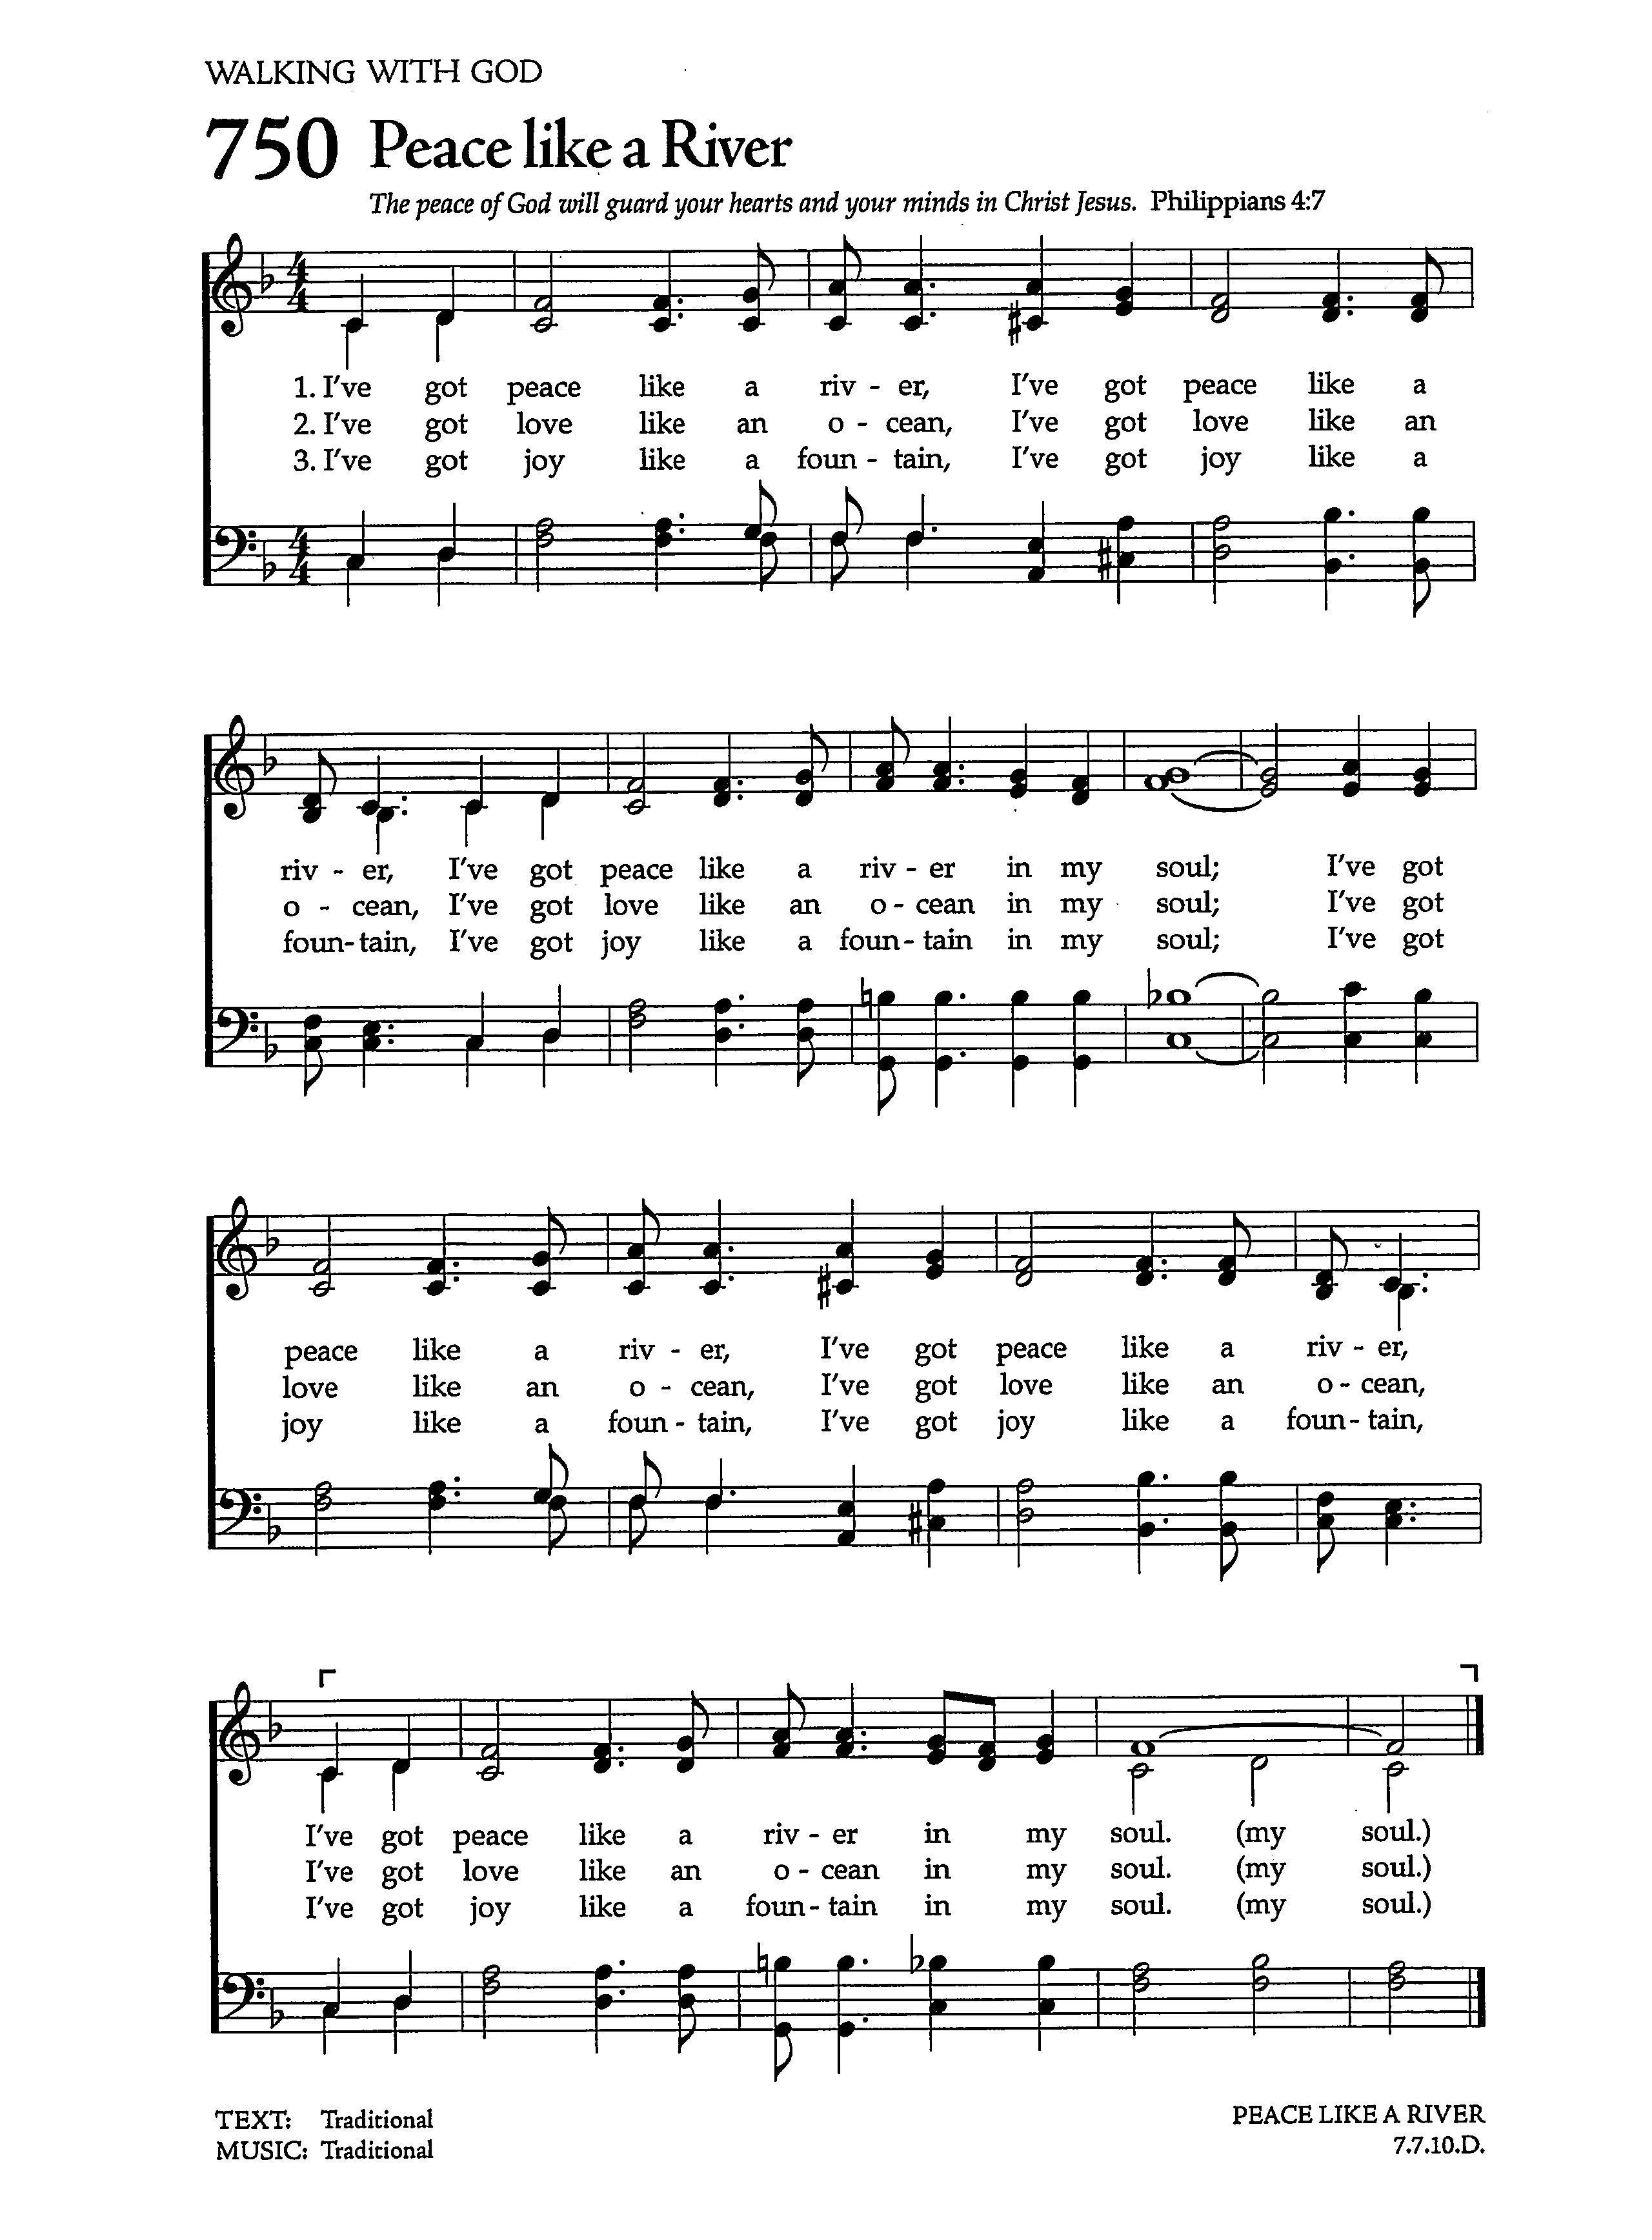 WALKING WITH GOD
750 Peace like a River
The peace of God will guard your hearts and your minds in Christ Jesus. Philippians 4:7
1. I've got peace like a riv - er, I've got peace like a
2. I've got love like an o - cean, I've got love like an
3. I've got joy like a foun - tain, I've got joy like a
riv - er, I've got peace like a riv - er in my soul; I've got
o - cean, I've got love like an o - cean in my soul; I've got
foun - tain, I've got joy like a foun - tain in my soul; I've got
peace like a riv - er, I've got peace like a riv - er,
love like an o - cean, I've got love like an o - cean,
joy like a foun - tain, I've got joy like a foun - tain,
I've got peace like a riv - er in my soul. (my soul.)
I've got love like an o - cean in my soul. (my soul.)
I've got joy like a foun - tain in my soul. (my soul.)
TEXT: Traditional
MUSIC: Traditional
PEACE LIKE A RIVER
7.7.10.D.